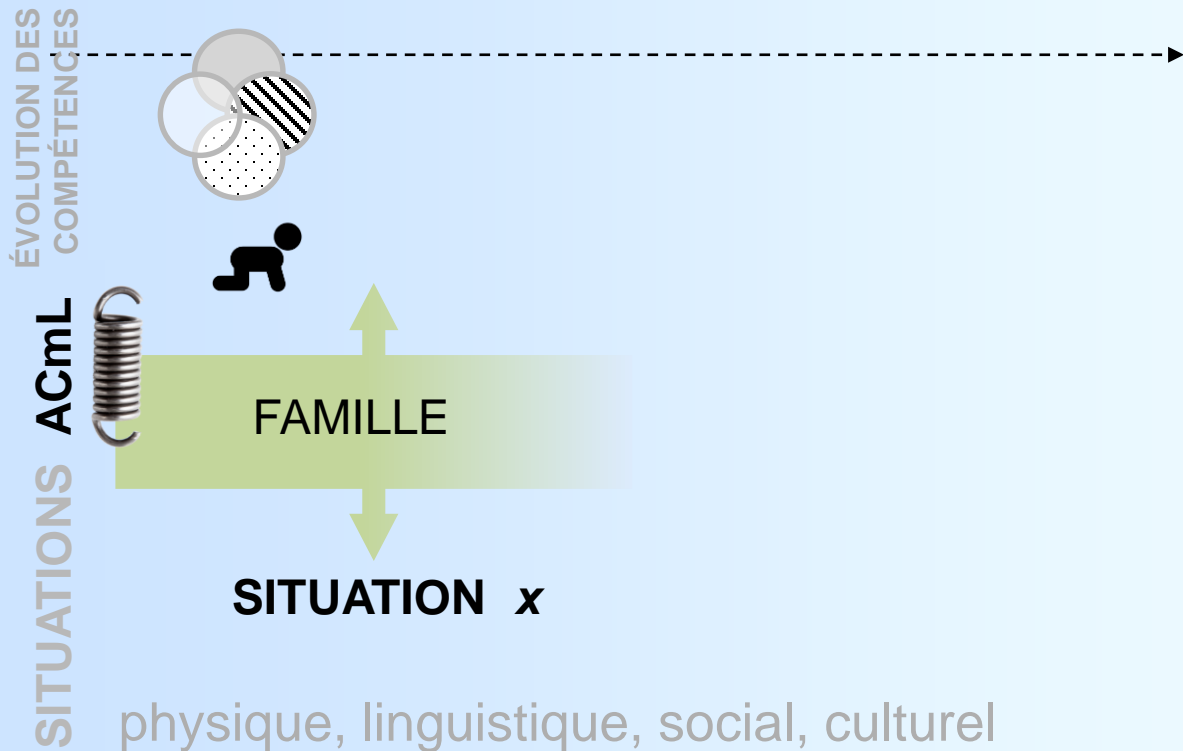 ÉVOLUTION DES
COMPÉTENCES
ACmL
FAMILLE
SITUATIONS
SITUATION x
physique, linguistique, social, culturel